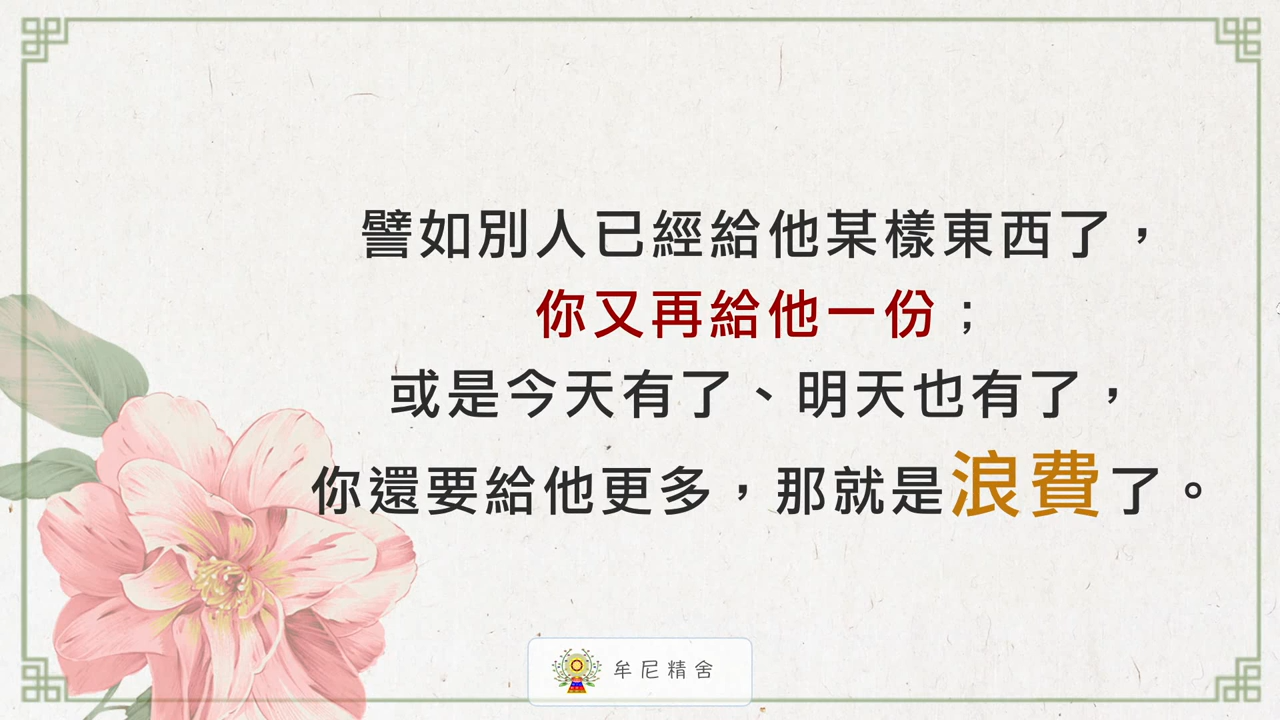 譬如別人已經給他某樣東西了，
你又再給他一份；
或是今天有了、明天也有了，
你還要給他更多，那就是浪費了。
牟尼精舍